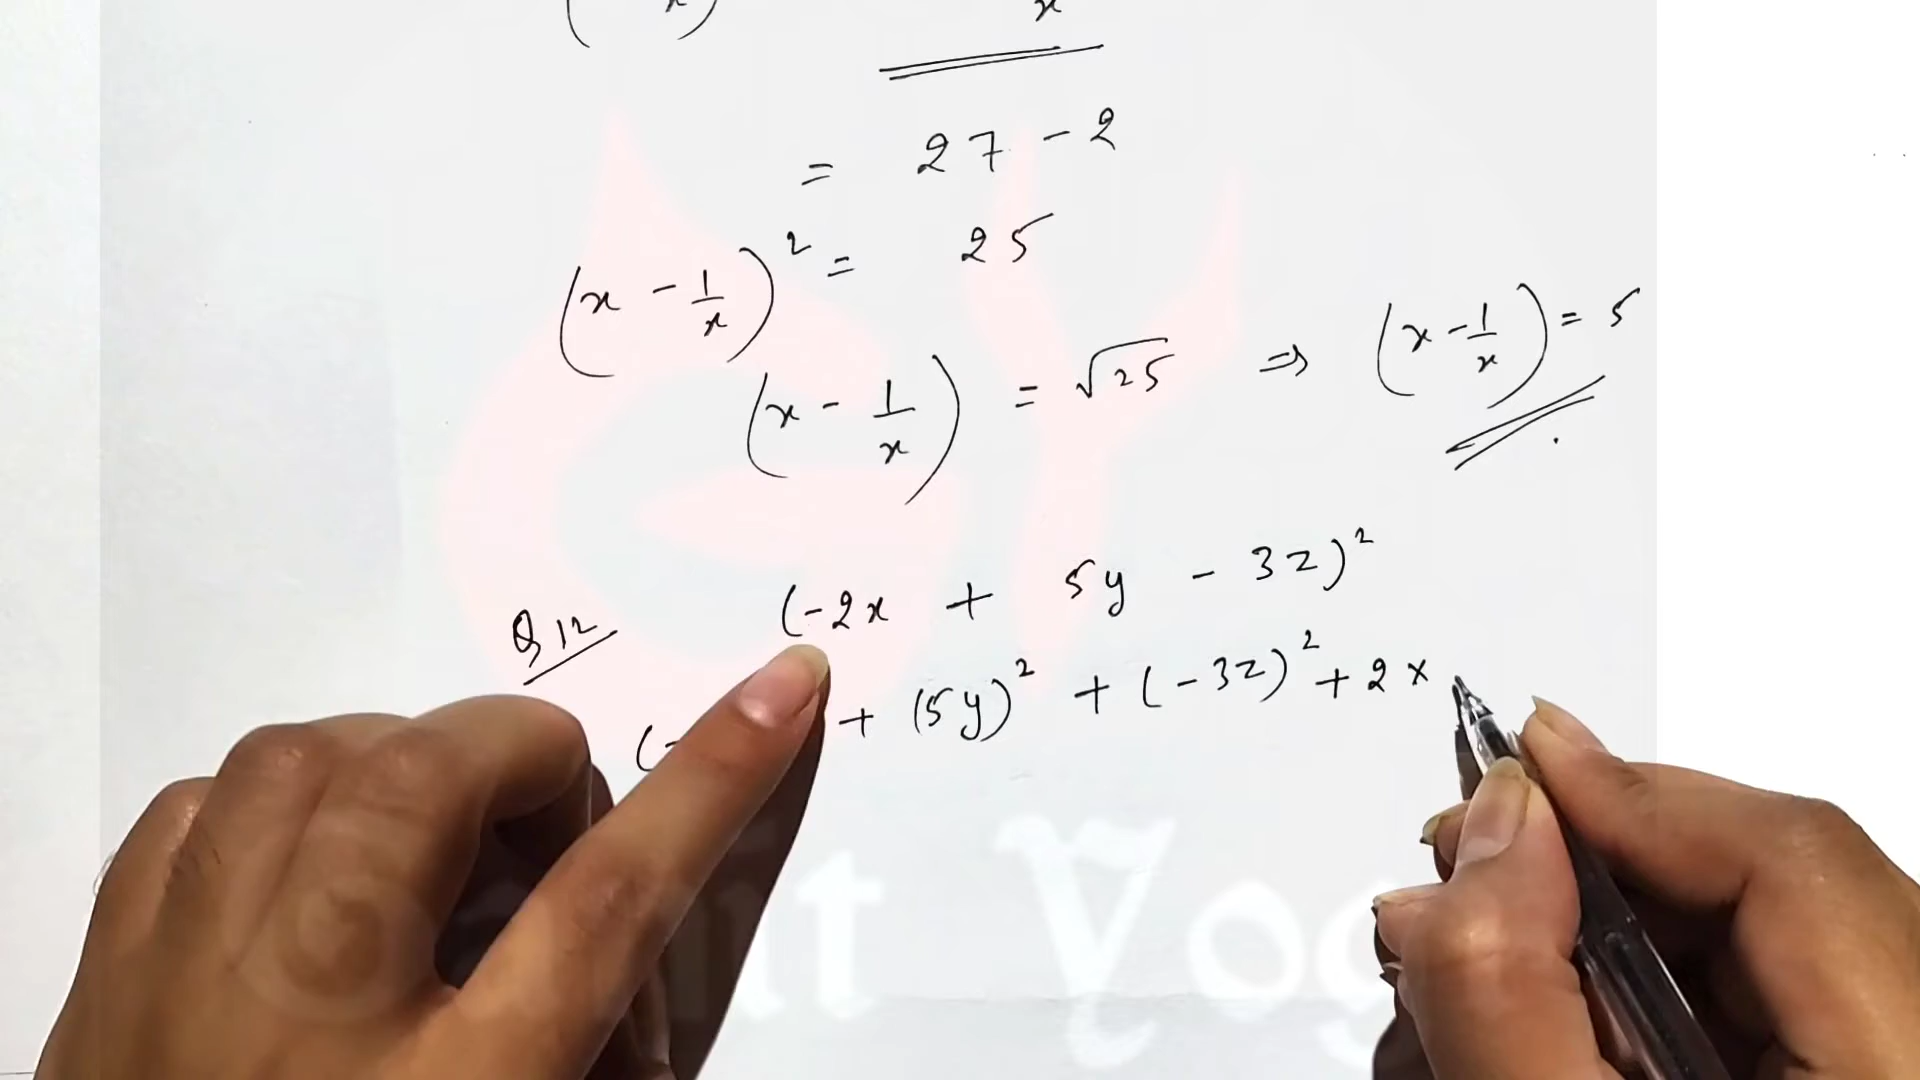 = 27 - 2
(x - 1/x)² = 25
(x - 1/x) = √25 ⇒ (x - 1/x) = 5
Q 12 (-2x + 5y - 3z)²
(- + (5y)² + (-3z)² + 2 ×